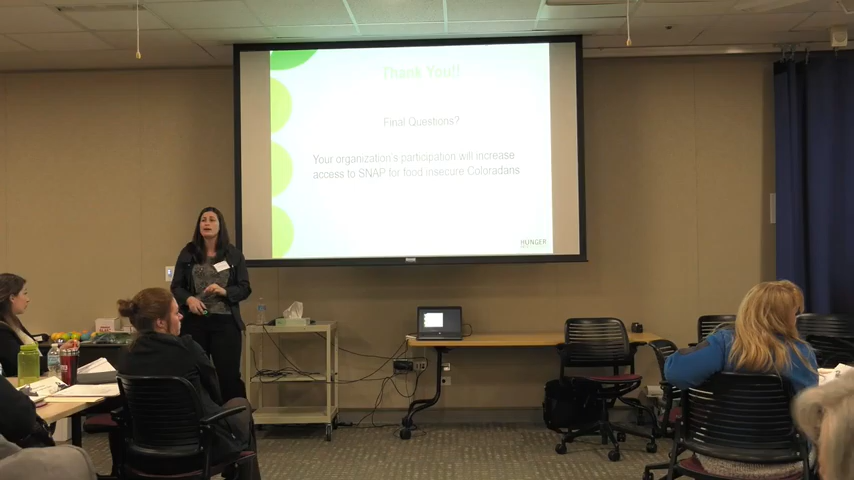 Thank You!!
Final Questions?
Your organization's participation will increase
access to SNAP for food insecure Coloradans
HUNGER